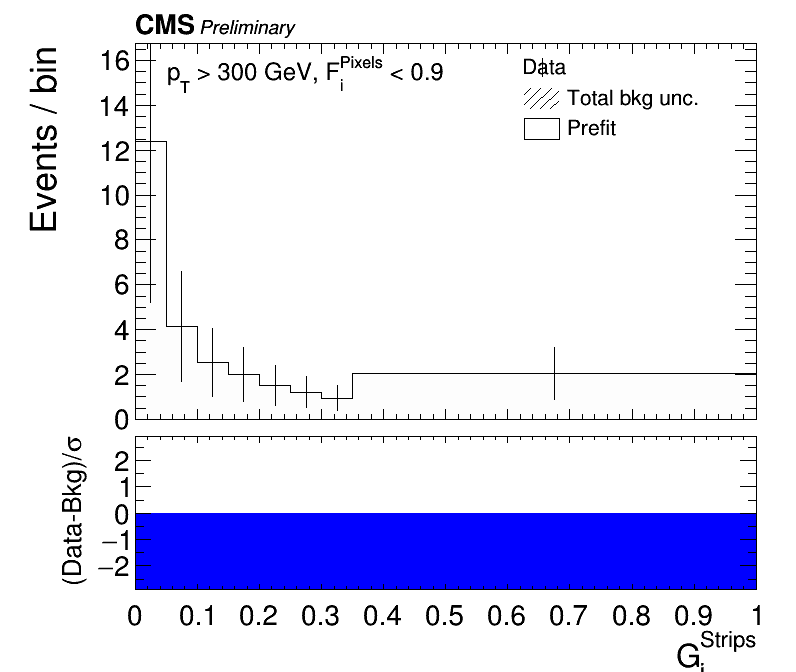 CMS Preliminary
p_T > 300 GeV, F_i^Pixels < 0.9
Data
Total bkg unc.
Prefit
Events / bin
16
14
12
10
8
6
4
2
0
(Data-Bkg)/σ
2
1
0
−1
−2
0 0.1 0.2 0.3 0.4 0.5 0.6 0.7 0.8 0.9 1
G_i^Strips